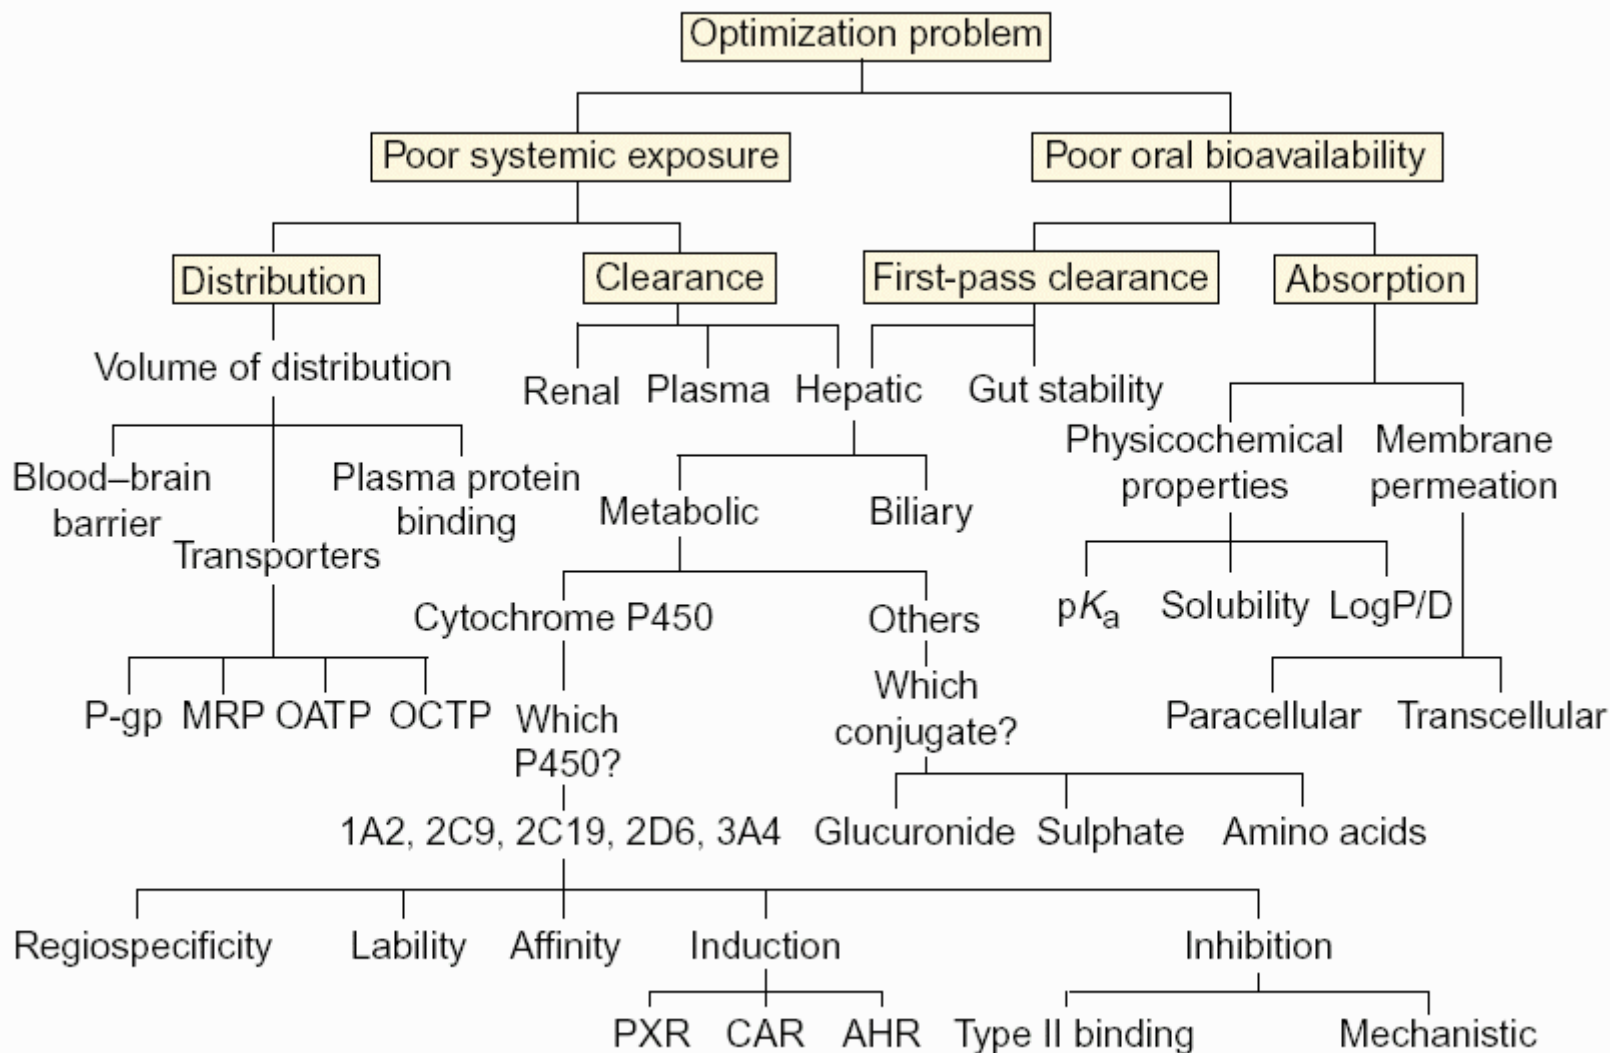 Optimization problem
Poor systemic exposure
Poor oral bioavailability
Distribution
Clearance
First-pass clearance
Absorption
Volume of distribution
Renal
Plasma
Hepatic
Gut stability
Physicochemical
properties
Membrane
permeation
Blood–brain
barrier
Plasma protein
binding
Transporters
Metabolic
Biliary
Cytochrome P450
Others
pKa
Solubility
LogP/D
P-gp
MRP
OATP
OCTP
Which
P450?
Which
conjugate?
Paracellular
Transcellular
1A2, 2C9, 2C19, 2D6, 3A4
Glucuronide
Sulphate
Amino acids
Regiospecificity
Lability
Affinity
Induction
Inhibition
PXR
CAR
AHR
Type II binding
Mechanistic